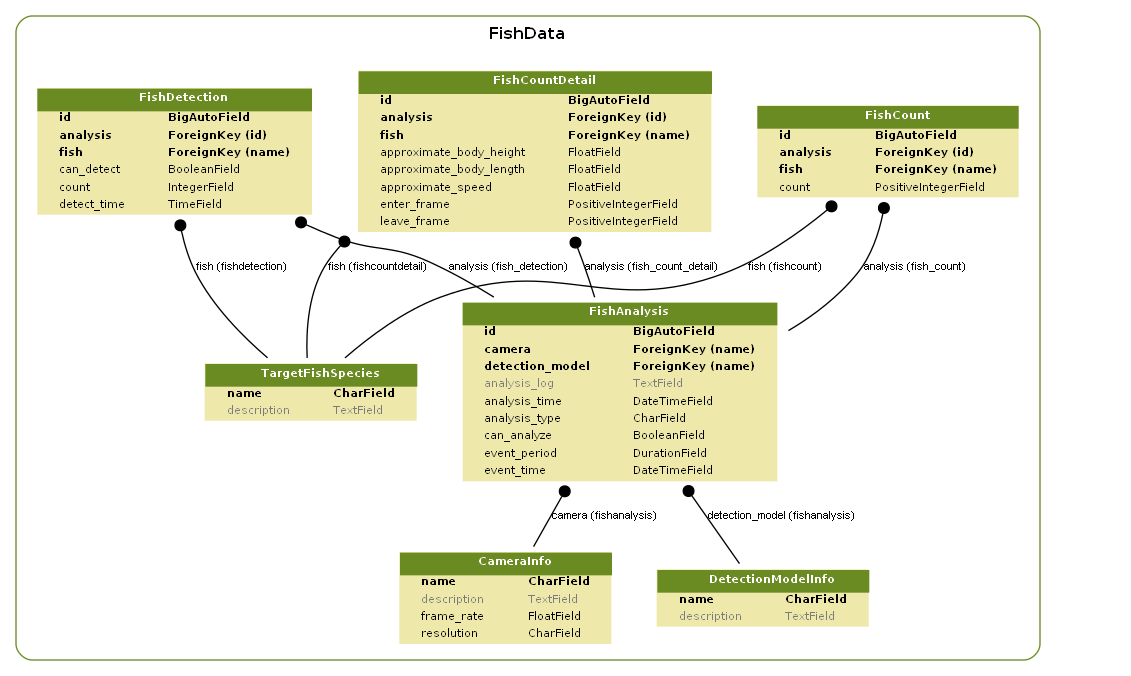 FishData
FishDetection
id BigAutoField
analysis ForeignKey (id)
fish ForeignKey (name)
can_detect BooleanField
count IntegerField
detect_time TimeField
FishCountDetail
id BigAutoField
analysis ForeignKey (id)
fish ForeignKey (name)
approximate_body_height FloatField
approximate_body_length FloatField
approximate_speed FloatField
enter_frame PositiveIntegerField
leave_frame PositiveIntegerField
FishCount
id BigAutoField
analysis ForeignKey (id)
fish ForeignKey (name)
count PositiveIntegerField
fish (fishdetection)
fish (fishcountdetail)
analysis (fish_detection)
analysis (fish_count_detail)
fish (fishcount)
analysis (fish_count)
TargetFishSpecies
name CharField
description TextField
FishAnalysis
id BigAutoField
camera ForeignKey (name)
detection_model ForeignKey (name)
analysis_log TextField
analysis_time DateTimeField
analysis_type CharField
can_analyze BooleanField
event_period DurationField
event_time DateTimeField
camera (fishanalysis)
detection_model (fishanalysis)
CameraInfo
name CharField
description TextField
frame_rate FloatField
resolution CharField
DetectionModelInfo
name CharField
description TextField